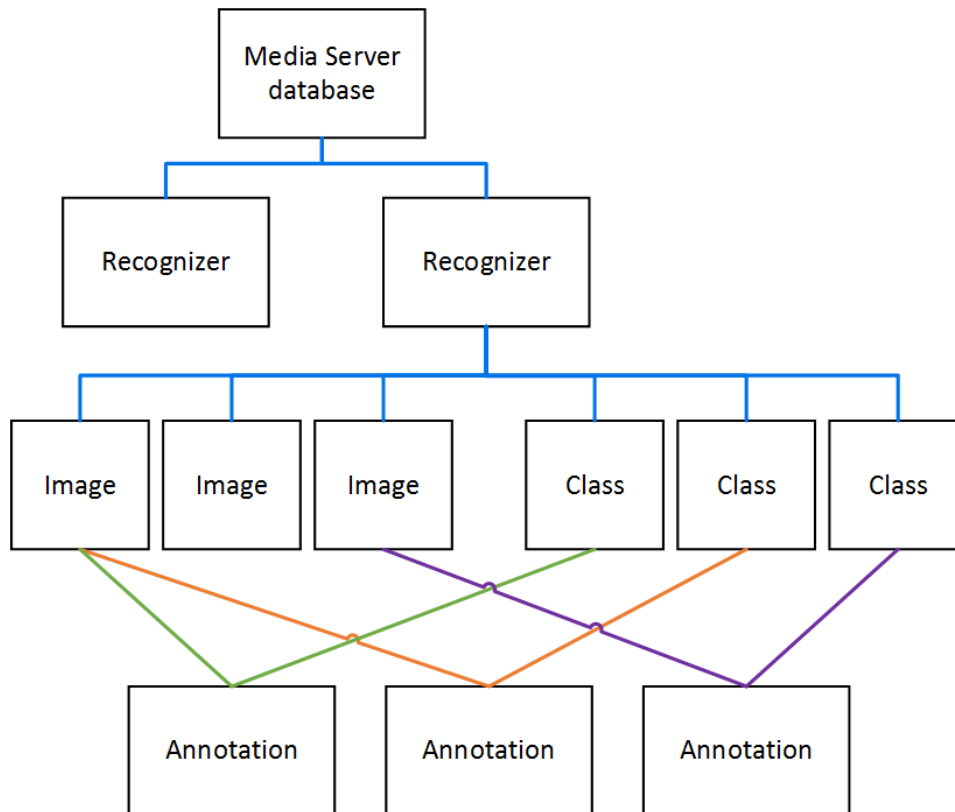 Media Server
database
Recognizer
Recognizer
Image
Image
Image
Class
Class
Class
Annotation
Annotation
Annotation